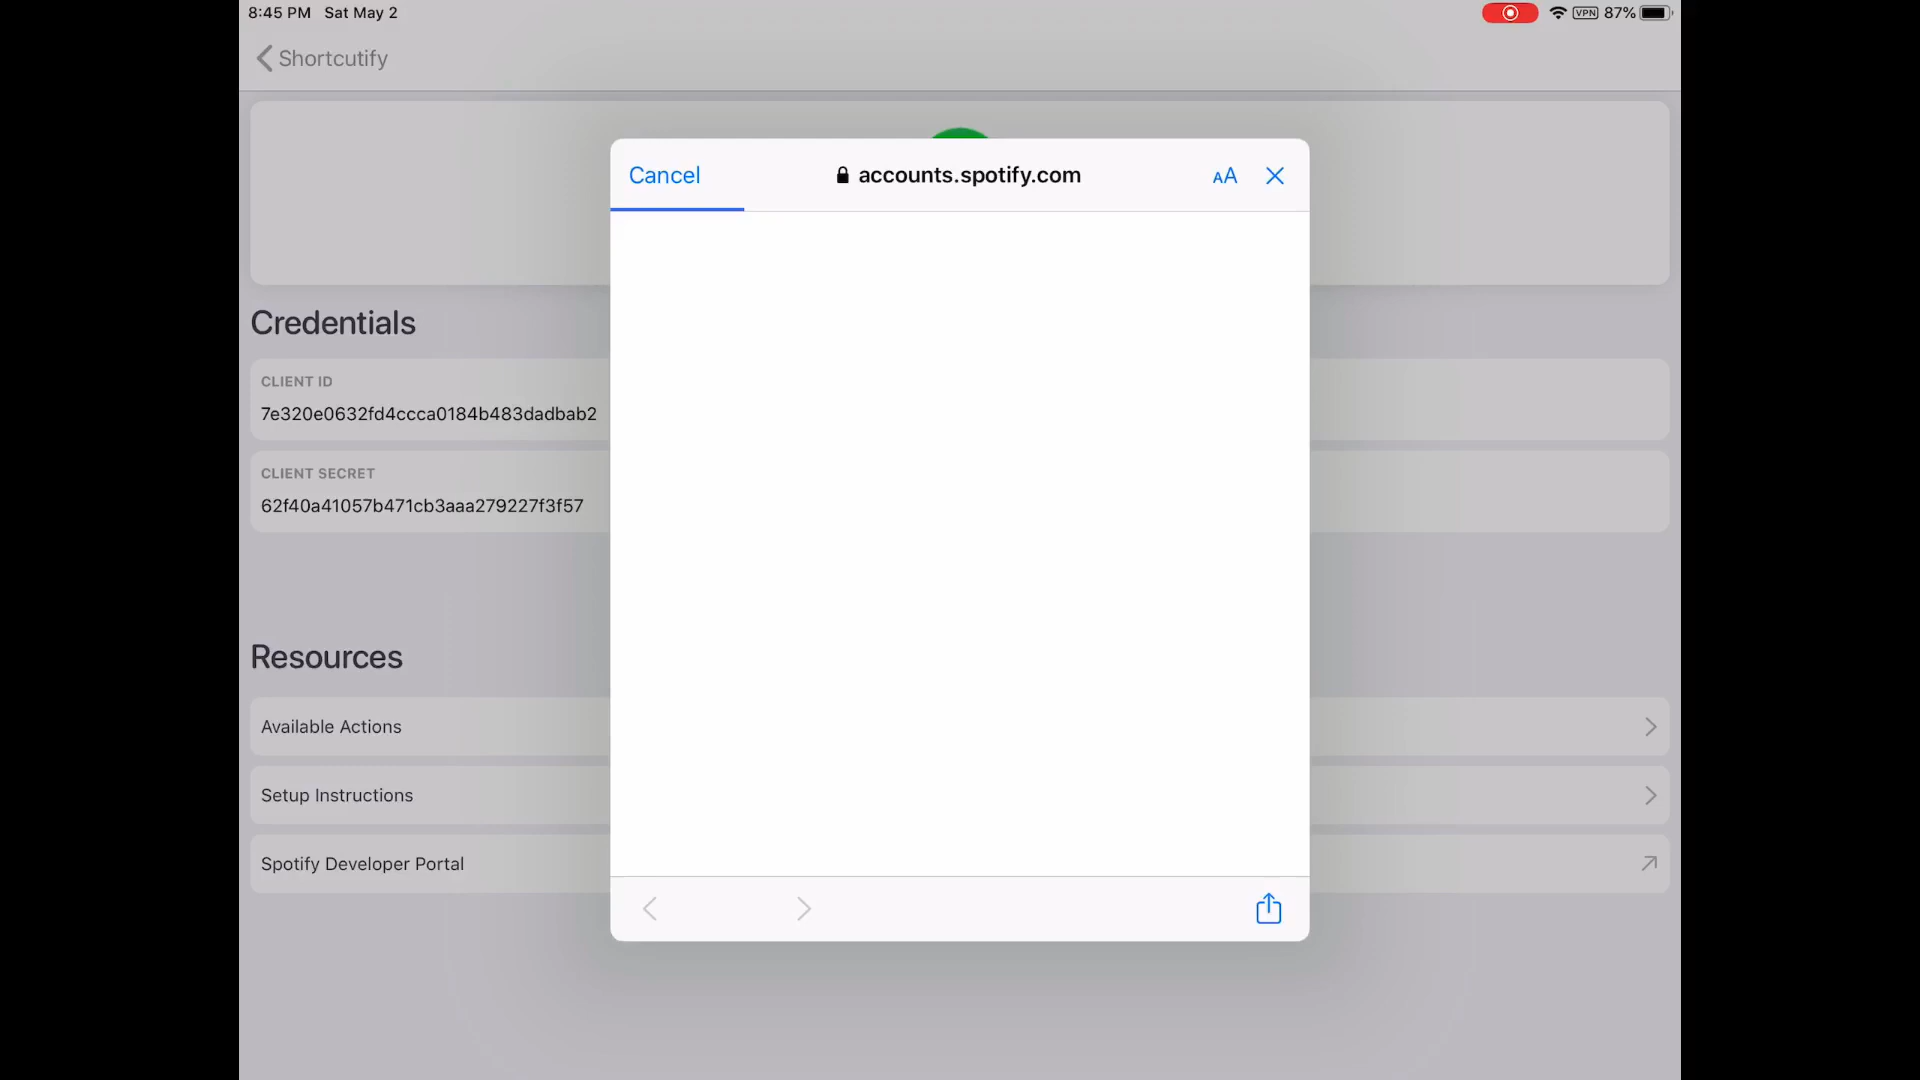 8:45 PM Sat May 2
VPN 87%
Shortcutify
Cancel
accounts.spotify.com
AA
Credentials
CLIENT ID
7e320e0632fd4ccca0184b483dadbab2
CLIENT SECRET
62f40a41057b471cb3aaa279227f3f57
Resources
Available Actions
Setup Instructions
Spotify Developer Portal